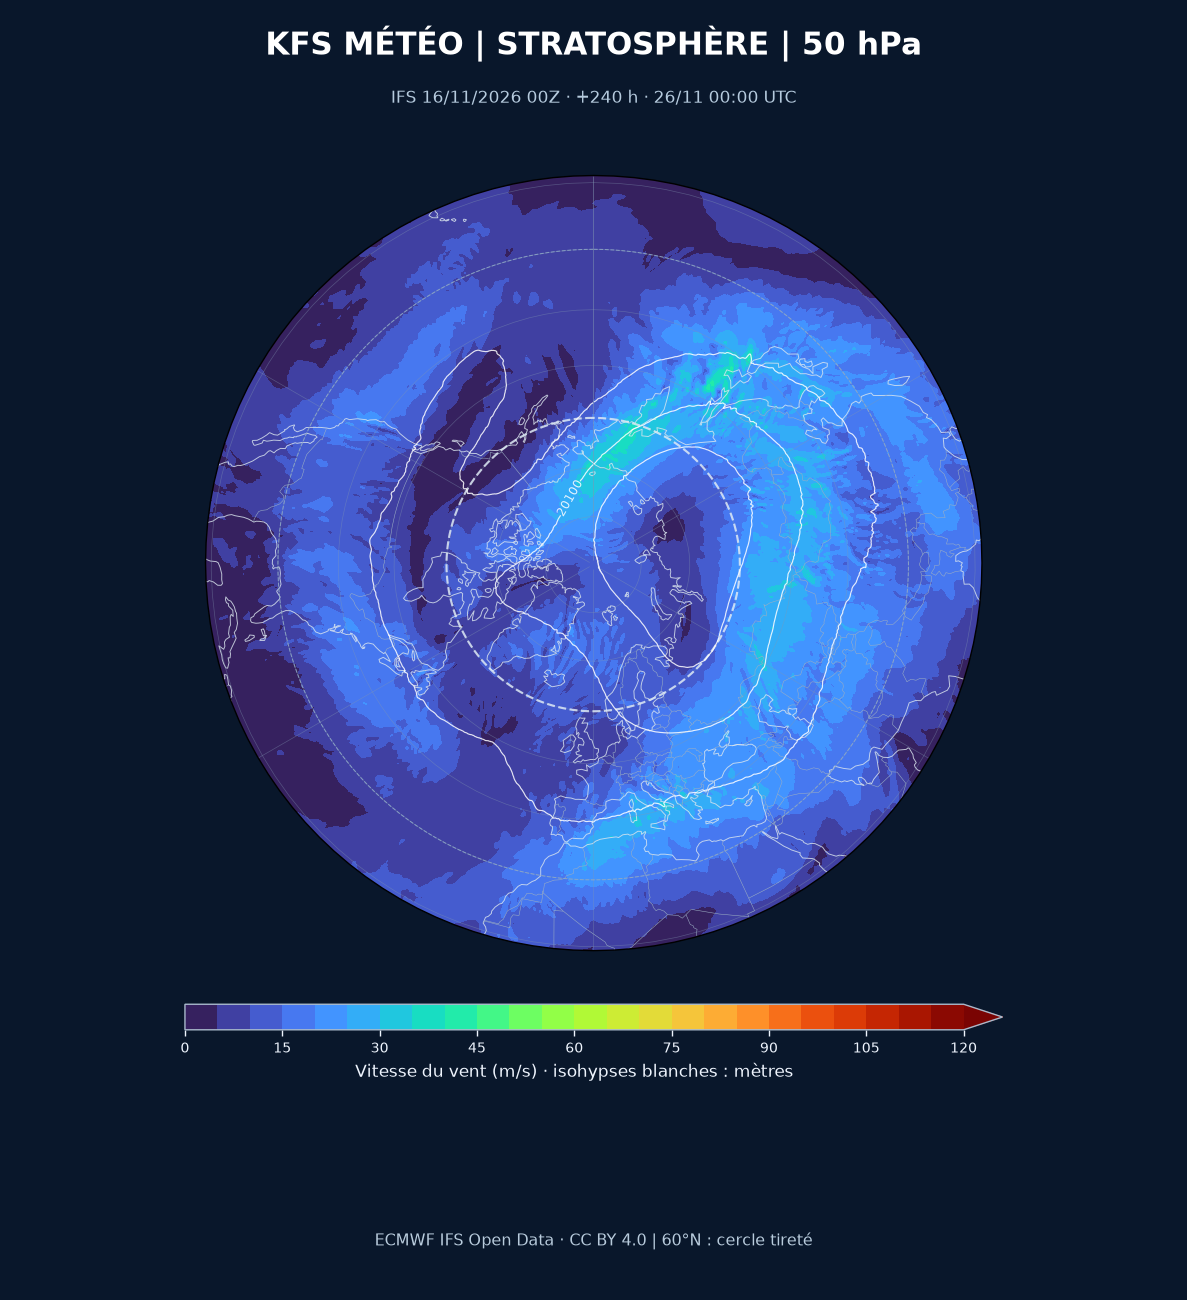 KFS MÉTÉO | STRATOSPHÈRE | 50 hPa
IFS 16/11/2026 00Z · +240 h · 26/11 00:00 UTC
20100
0 15 30 45 60 75 90 105 120
Vitesse du vent (m/s) · isohypses blanches : mètres
ECMWF IFS Open Data · CC BY 4.0 | 60°N : cercle tireté